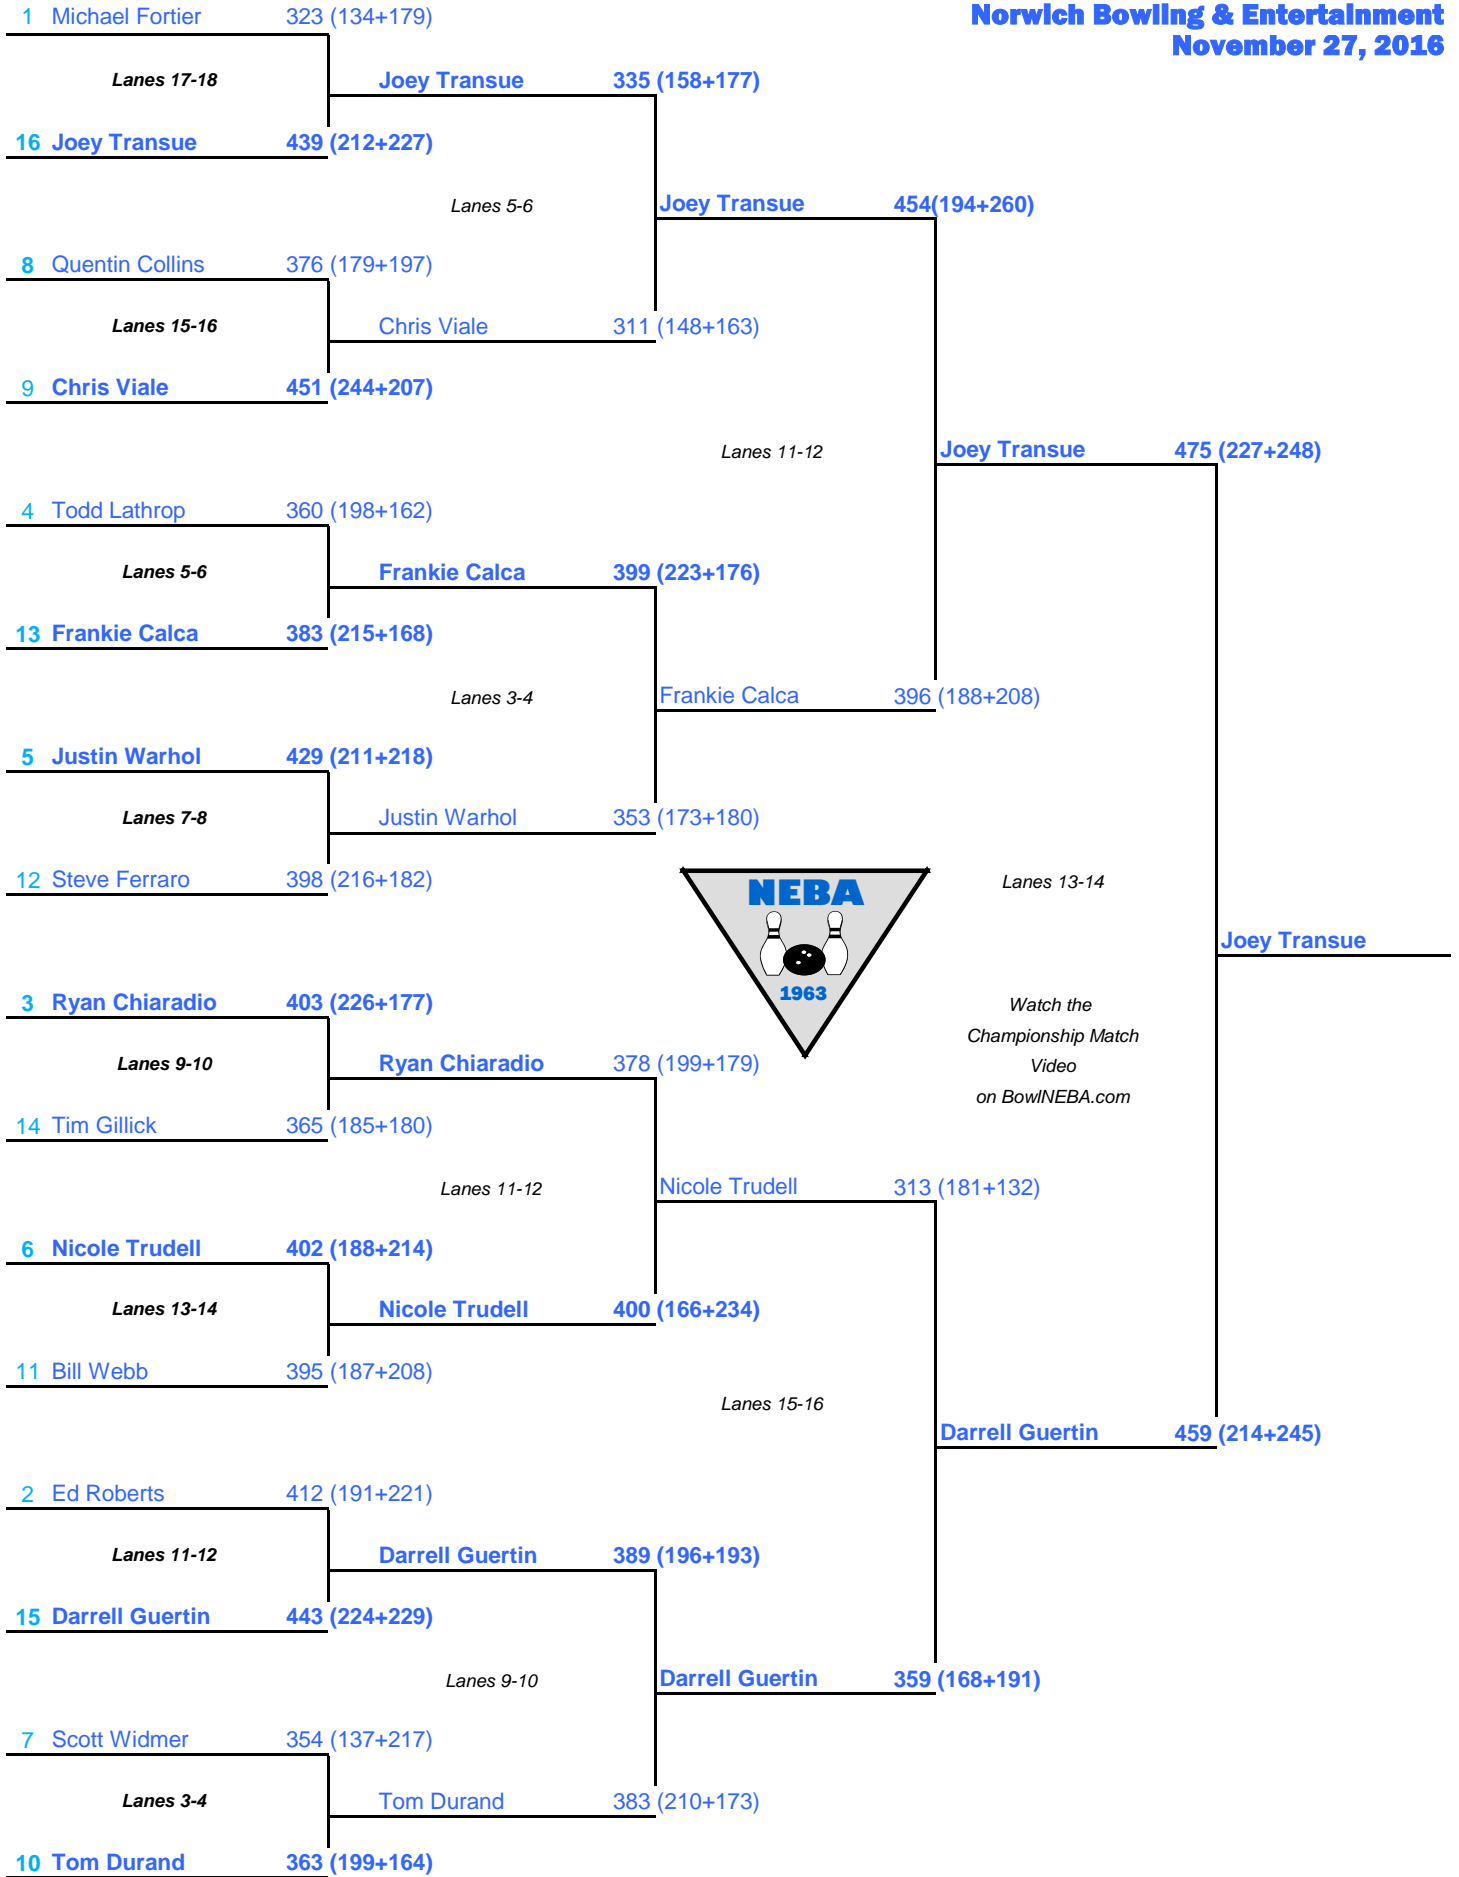 Norwich Bowling & Entertainment
November 27, 2016
1 Michael Fortier 323 (134+179)
Lanes 17-18 Joey Transue 335 (158+177)
16 Joey Transue 439 (212+227)
Lanes 5-6 Joey Transue 454(194+260)
8 Quentin Collins 376 (179+197)
Lanes 15-16 Chris Viale 311 (148+163)
9 Chris Viale 451 (244+207)
Lanes 11-12 Joey Transue 475 (227+248)
4 Todd Lathrop 360 (198+162)
Lanes 5-6 Frankie Calca 399 (223+176)
13 Frankie Calca 383 (215+168)
Lanes 3-4 Frankie Calca 396 (188+208)
5 Justin Warhol 429 (211+218)
Lanes 7-8 Justin Warhol 353 (173+180)
12 Steve Ferraro 398 (216+182)
Lanes 13-14
NEBA
1963
Joey Transue
3 Ryan Chiaradio 403 (226+177)
Watch the
Championship Match
Video
on BowlNEBA.com
Lanes 9-10 Ryan Chiaradio 378 (199+179)
14 Tim Gillick 365 (185+180)
Lanes 11-12 Nicole Trudell 313 (181+132)
6 Nicole Trudell 402 (188+214)
Lanes 13-14 Nicole Trudell 400 (166+234)
11 Bill Webb 395 (187+208)
Lanes 15-16
Darrell Guertin 459 (214+245)
2 Ed Roberts 412 (191+221)
Lanes 11-12 Darrell Guertin 389 (196+193)
15 Darrell Guertin 443 (224+229)
Lanes 9-10 Darrell Guertin 359 (168+191)
7 Scott Widmer 354 (137+217)
Lanes 3-4 Tom Durand 383 (210+173)
10 Tom Durand 363 (199+164)